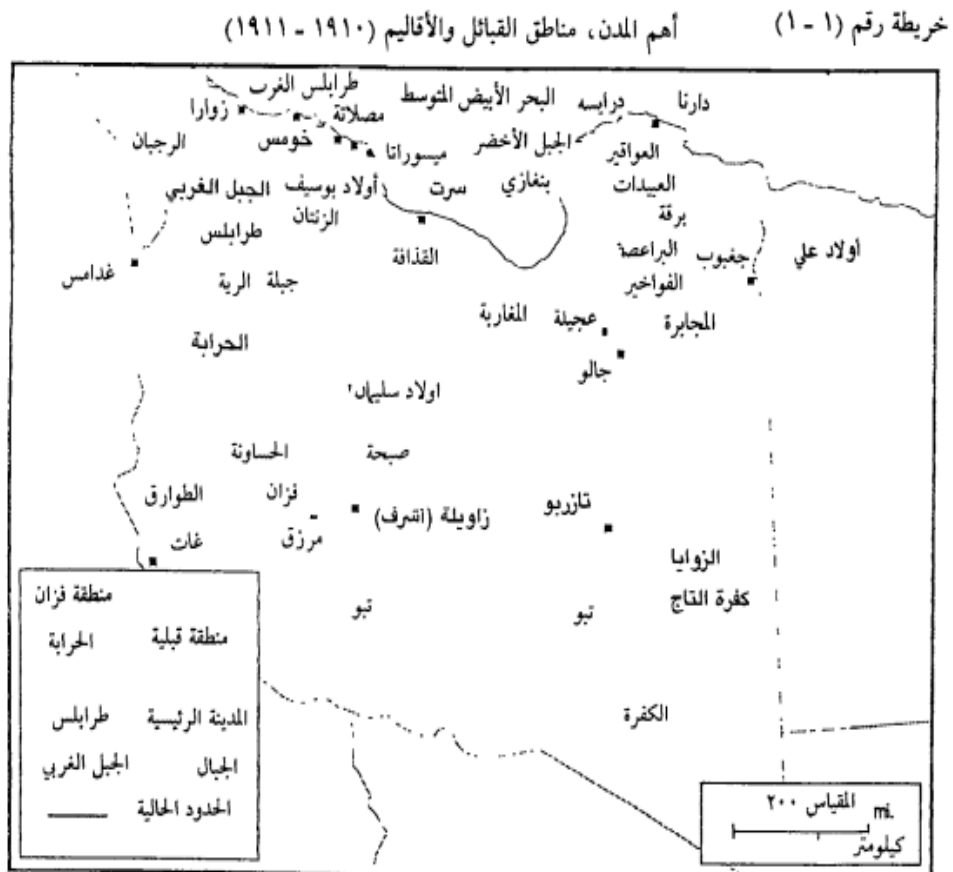 خريطة رقم (١ - ١)
أهم المدن، مناطق القبائل والأقاليم (١٩١٠ - ١٩١١)
طرابلس الغرب
زوارا
مصلاتة
البحر الأبيض المتوسط
درايسه
دارنا
الرجبان
خومس
ميسوراتا
الجبل الأخضر
العواقير
الجبل الغربي
أولاد بوسيف
سرت
بنغازي
العبيدات
الزنتان
برقة
طرابلس
القذافة
البراعصة
جغبوب
أولاد علي
غدامس
جبلة الرية
الفواخير
المغاربة
عجيلة
المجابرة
الحرابة
جالو
اولاد سليمان
الحساونة
صبحة
الطوارق
فزان
زاويلة (اشرف)
تازربو
غات
مرزق
الزوايا
كفرة التاج
تبو
تبو
الكفرة
منطقة فزان
منطقة قبلية الحرابة
المدينة الرئيسية طرابلس
الجبال الجبل الغربي
الحدود الحالية
المقياس ٢٠٠
mi.
كيلومتر